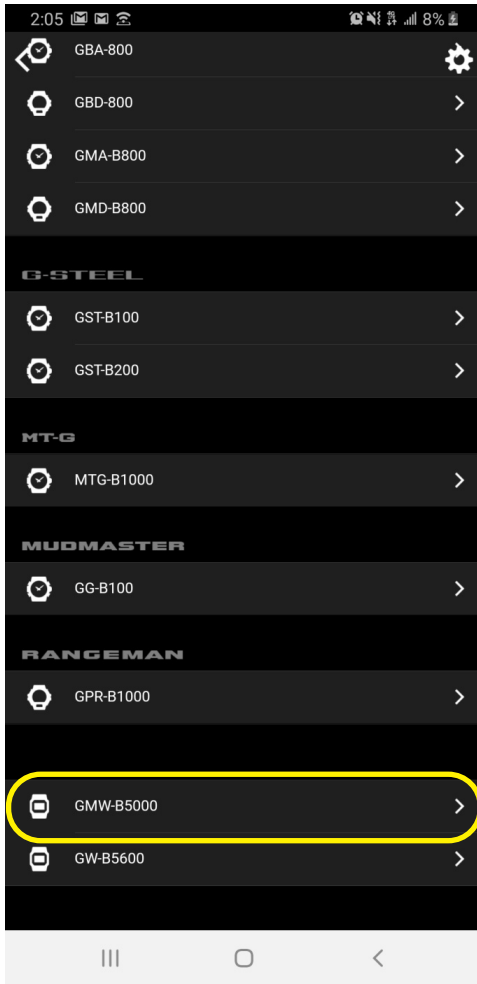 2:05 8%
GBA-800
GBD-800
GMA-B800
GMD-B800
G-STEEL
GST-B100
GST-B200
MT-G
MTG-B1000
MUDMASTER
GG-B100
RANGEMAN
GPR-B1000
GMW-B5000
GW-B5600